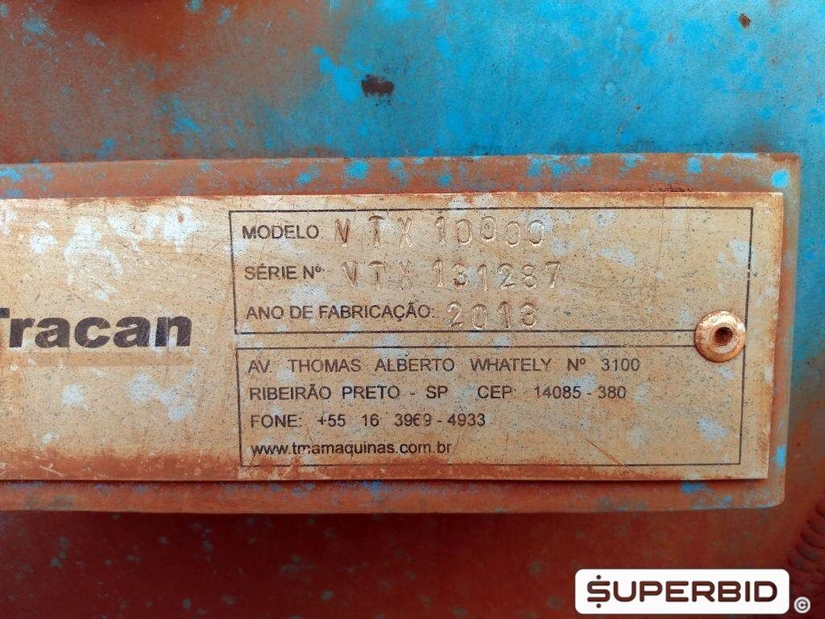 MODELO: VTX 10000
SÉRIE Nº: VTX 131287
ANO DE FABRICAÇÃO: 2013
Tracan
AV. THOMAS ALBERTO WHATELY Nº 3100
RIBEIRÃO PRETO - SP CEP: 14085-380
FONE: +55 16 3969-4933
www.tmamaquinas.com.br
SUPERBID ©